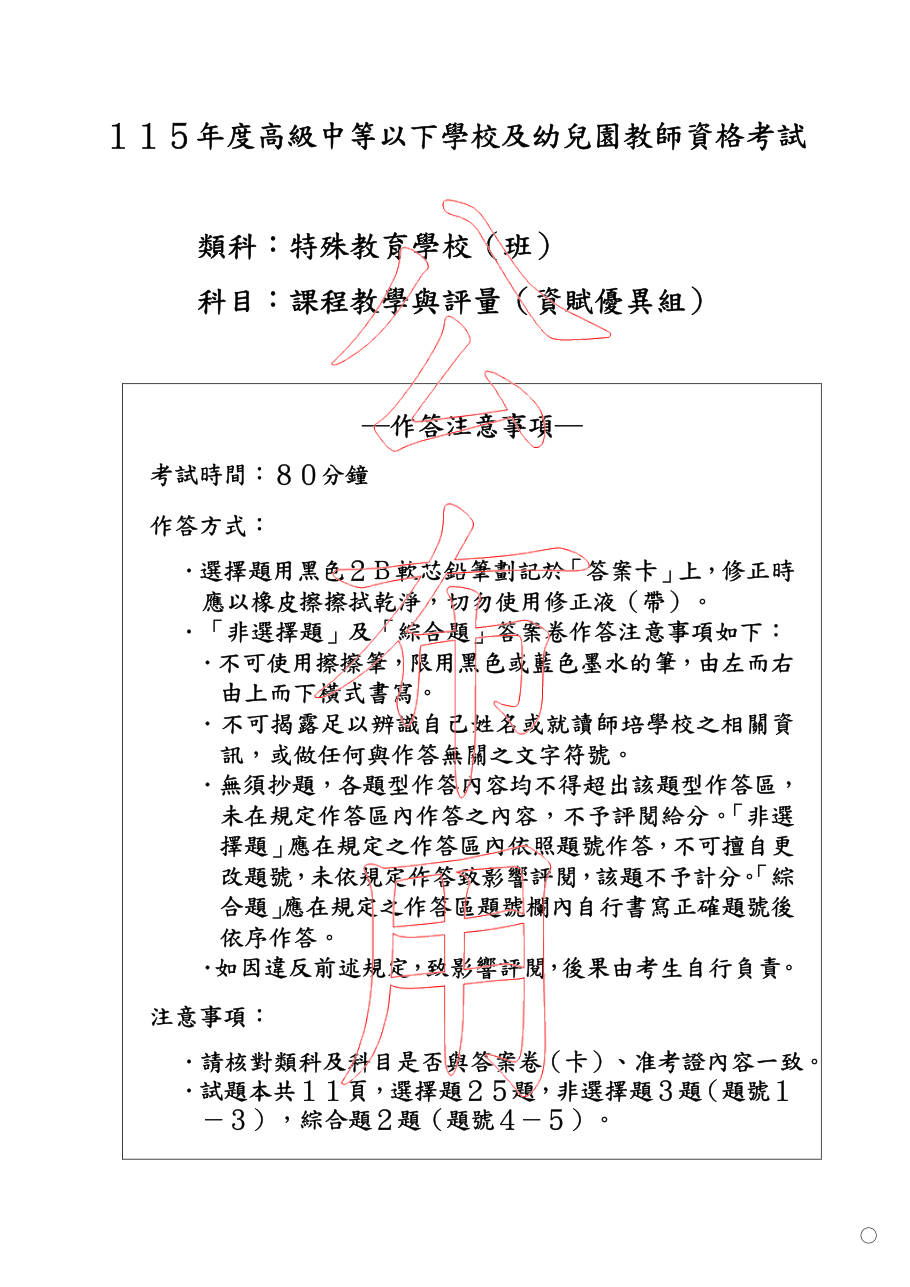 １１５年度高級中等以下學校及幼兒園教師資格考試
類科：特殊教育學校（班）
科目：課程教學與評量（資賦優異組）
—作答注意事項—
考試時間：８０分鐘
作答方式：
・選擇題用黑色２Ｂ軟芯鉛筆劃記於「答案卡」上，修正時
應以橡皮擦擦拭乾淨，切勿使用修正液（帶）。
・「非選擇題」及「綜合題」答案卷作答注意事項如下：
・不可使用擦擦筆，限用黑色或藍色墨水的筆，由左而右
由上而下橫式書寫。
・不可揭露足以辨識自己姓名或就讀師培學校之相關資
訊，或做任何與作答無關之文字符號。
・無須抄題，各題型作答內容均不得超出該題型作答區，
未在規定作答區內作答之內容，不予評閱給分。「非選
擇題」應在規定之作答區內依照題號作答，不可擅自更
改題號，未依規定作答致影響評閱，該題不予計分。「綜
合題」應在規定之作答區題號欄內自行書寫正確題號後
依序作答。
・如因違反前述規定，致影響評閱，後果由考生自行負責。
注意事項：
・請核對類科及科目是否與答案卷（卡）、准考證內容一致。
・試題本共１１頁，選擇題２５題，非選擇題３題（題號１
－３），綜合題２題（題號４－５）。
公布用